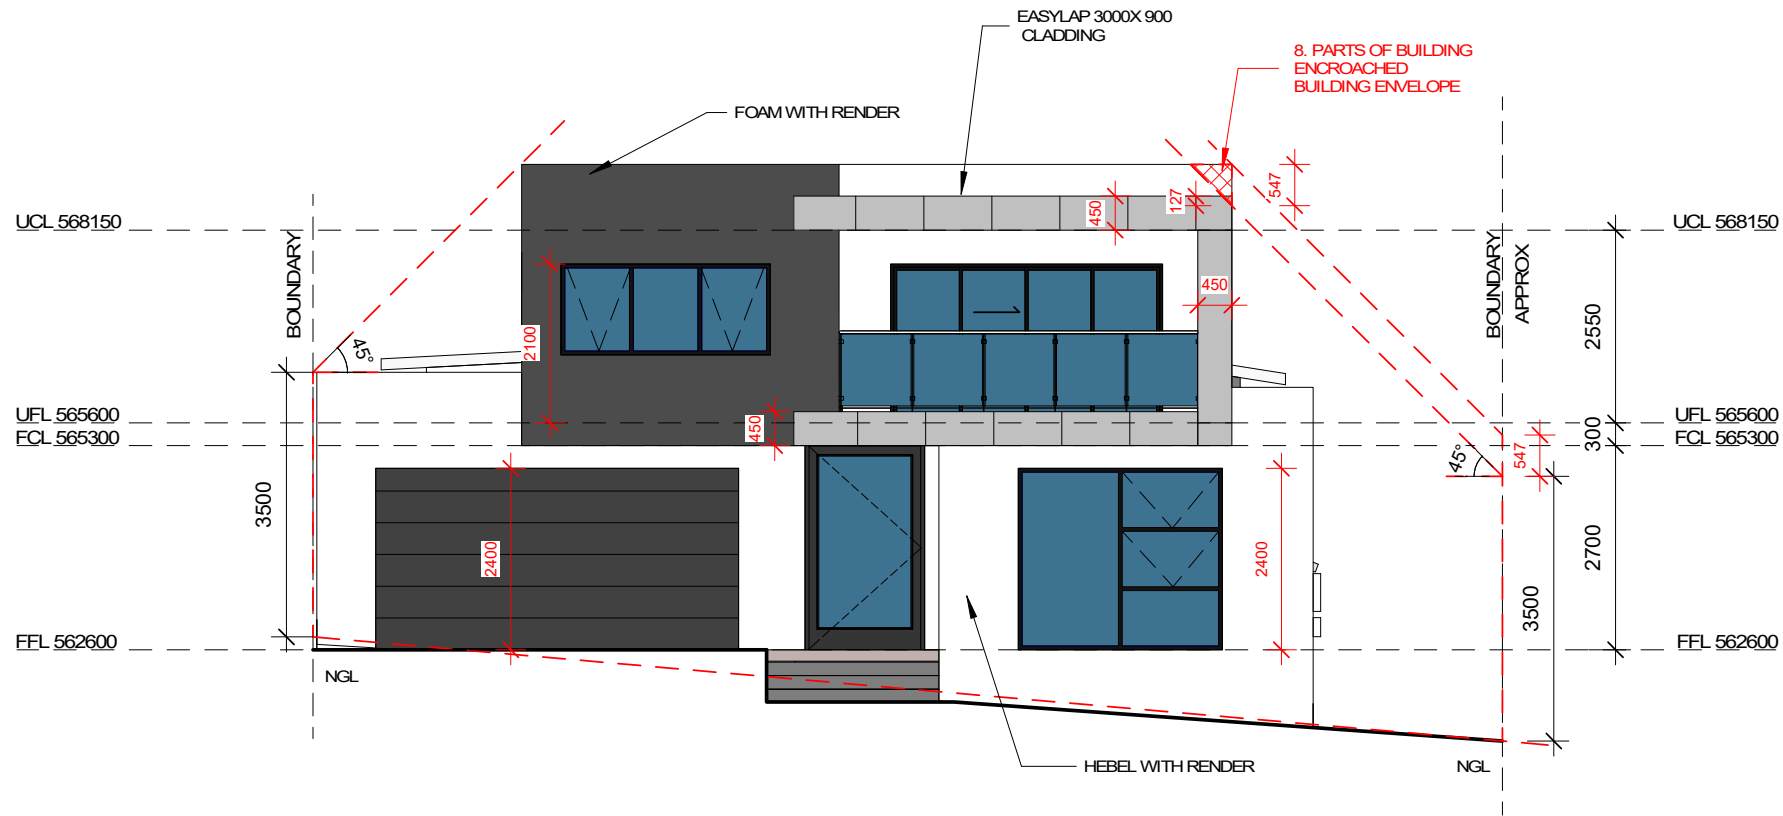 EASYLAP 3000X 900
CLADDING
8. PARTS OF BUILDING
ENCROACHED
BUILDING ENVELOPE
FOAM WITH RENDER
547
127
450
UCL 568150
UCL 568150
BOUNDARY
BOUNDARY
APPROX
450
2550
45°
2100
UFL 565600
UFL 565600
FCL 565300
FCL 565300
450
300
547
45°
3500
2400
2400
2700
3500
FFL 562600
FFL 562600
NGL
HEBEL WITH RENDER
NGL